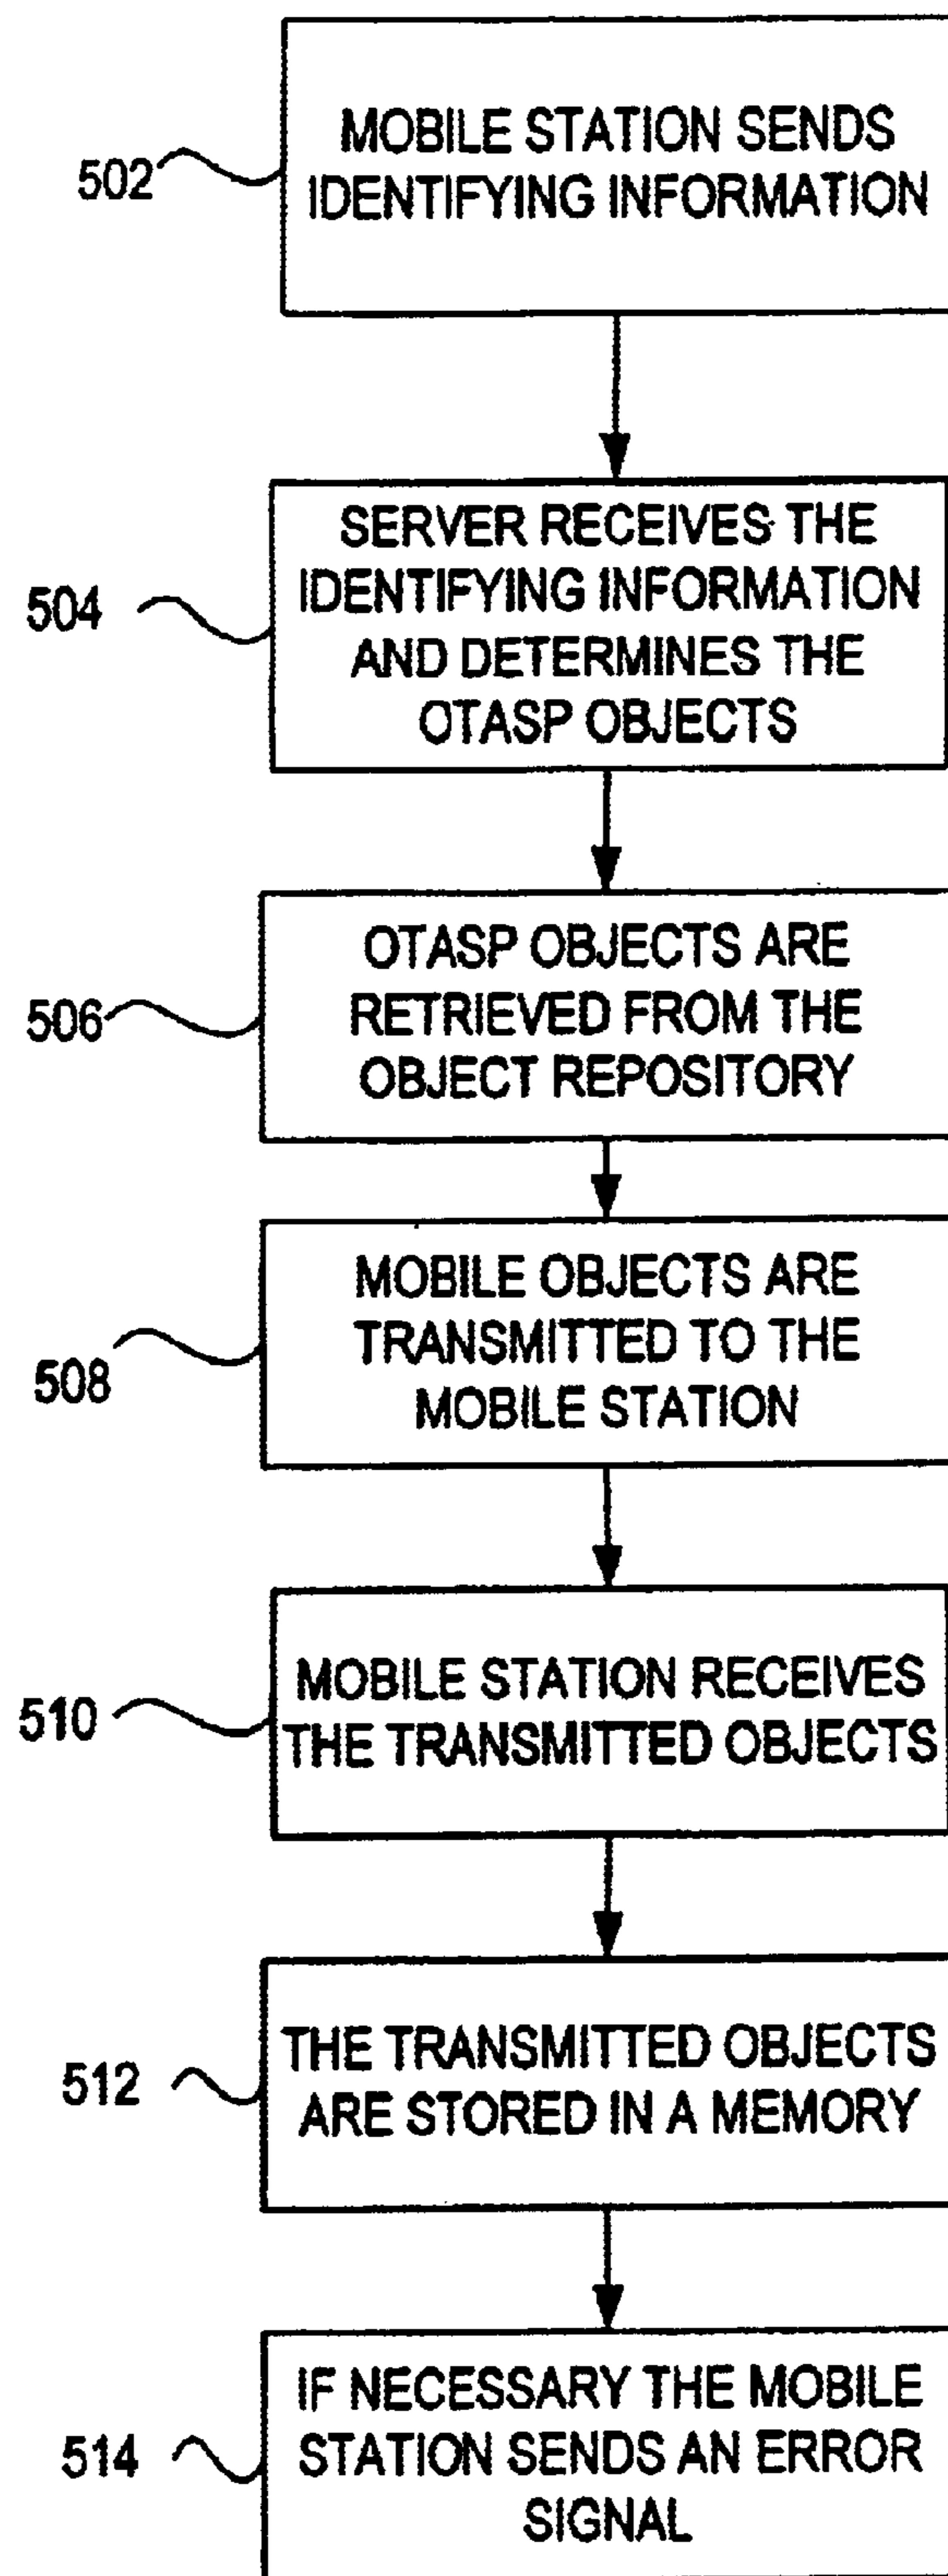 502
MOBILE STATION SENDS
IDENTIFYING INFORMATION
504
SERVER RECEIVES THE
IDENTIFYING INFORMATION
AND DETERMINES THE
OTASP OBJECTS
506
OTASP OBJECTS ARE
RETRIEVED FROM THE
OBJECT REPOSITORY
508
MOBILE OBJECTS ARE
TRANSMITTED TO THE
MOBILE STATION
510
MOBILE STATION RECEIVES
THE TRANSMITTED OBJECTS
512
THE TRANSMITTED OBJECTS
ARE STORED IN A MEMORY
514
IF NECESSARY THE MOBILE
STATION SENDS AN ERROR
SIGNAL